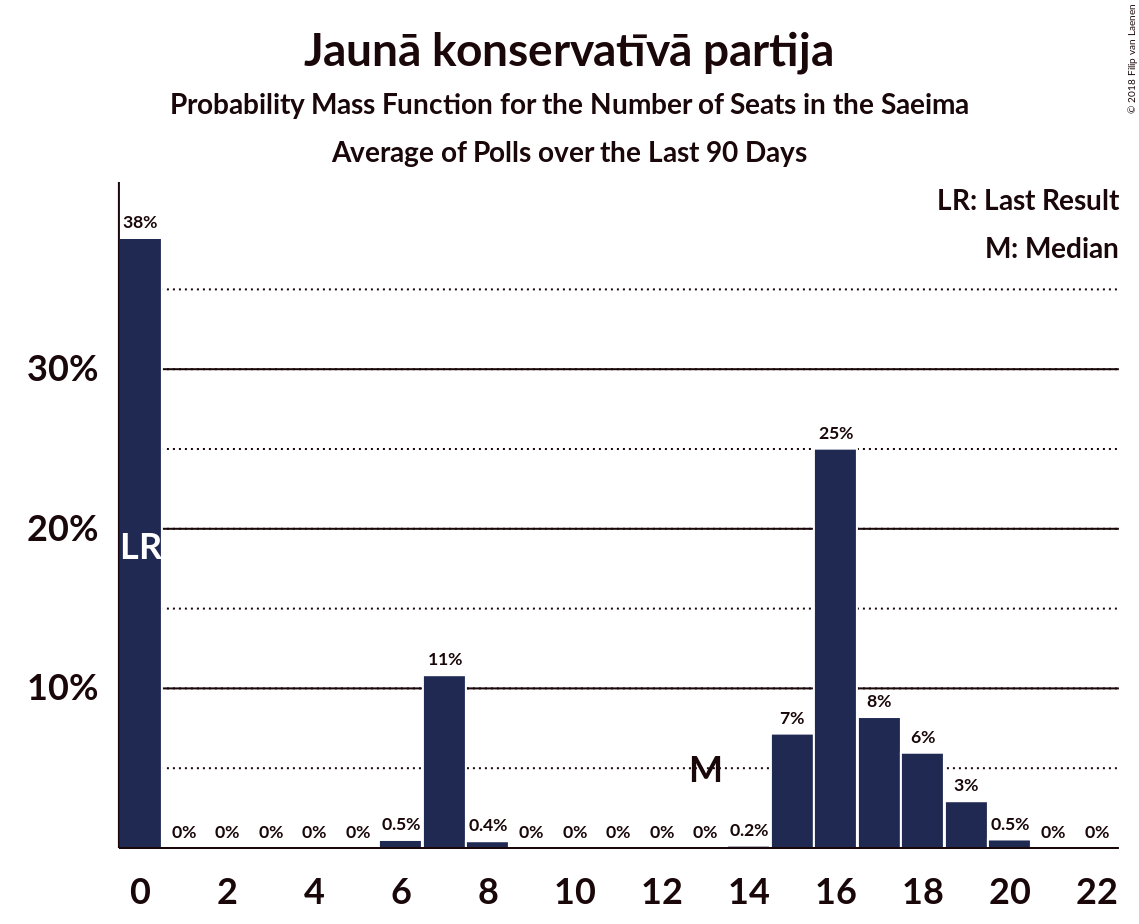 Jaunā konservatīvā partija
Probability Mass Function for the Number of Seats in the Saeima
Average of Polls over the Last 90 Days
© 2018 Filip van Laenen
LR: Last Result
M: Median
30%
20%
10%
38%
0%
0%
0%
0%
0%
0.5%
11%
0.4%
0%
0%
0%
0%
0%
0.2%
7%
25%
8%
6%
3%
0.5%
0%
0%
LR
M
0 2 4 6 8 10 12 14 16 18 20 22